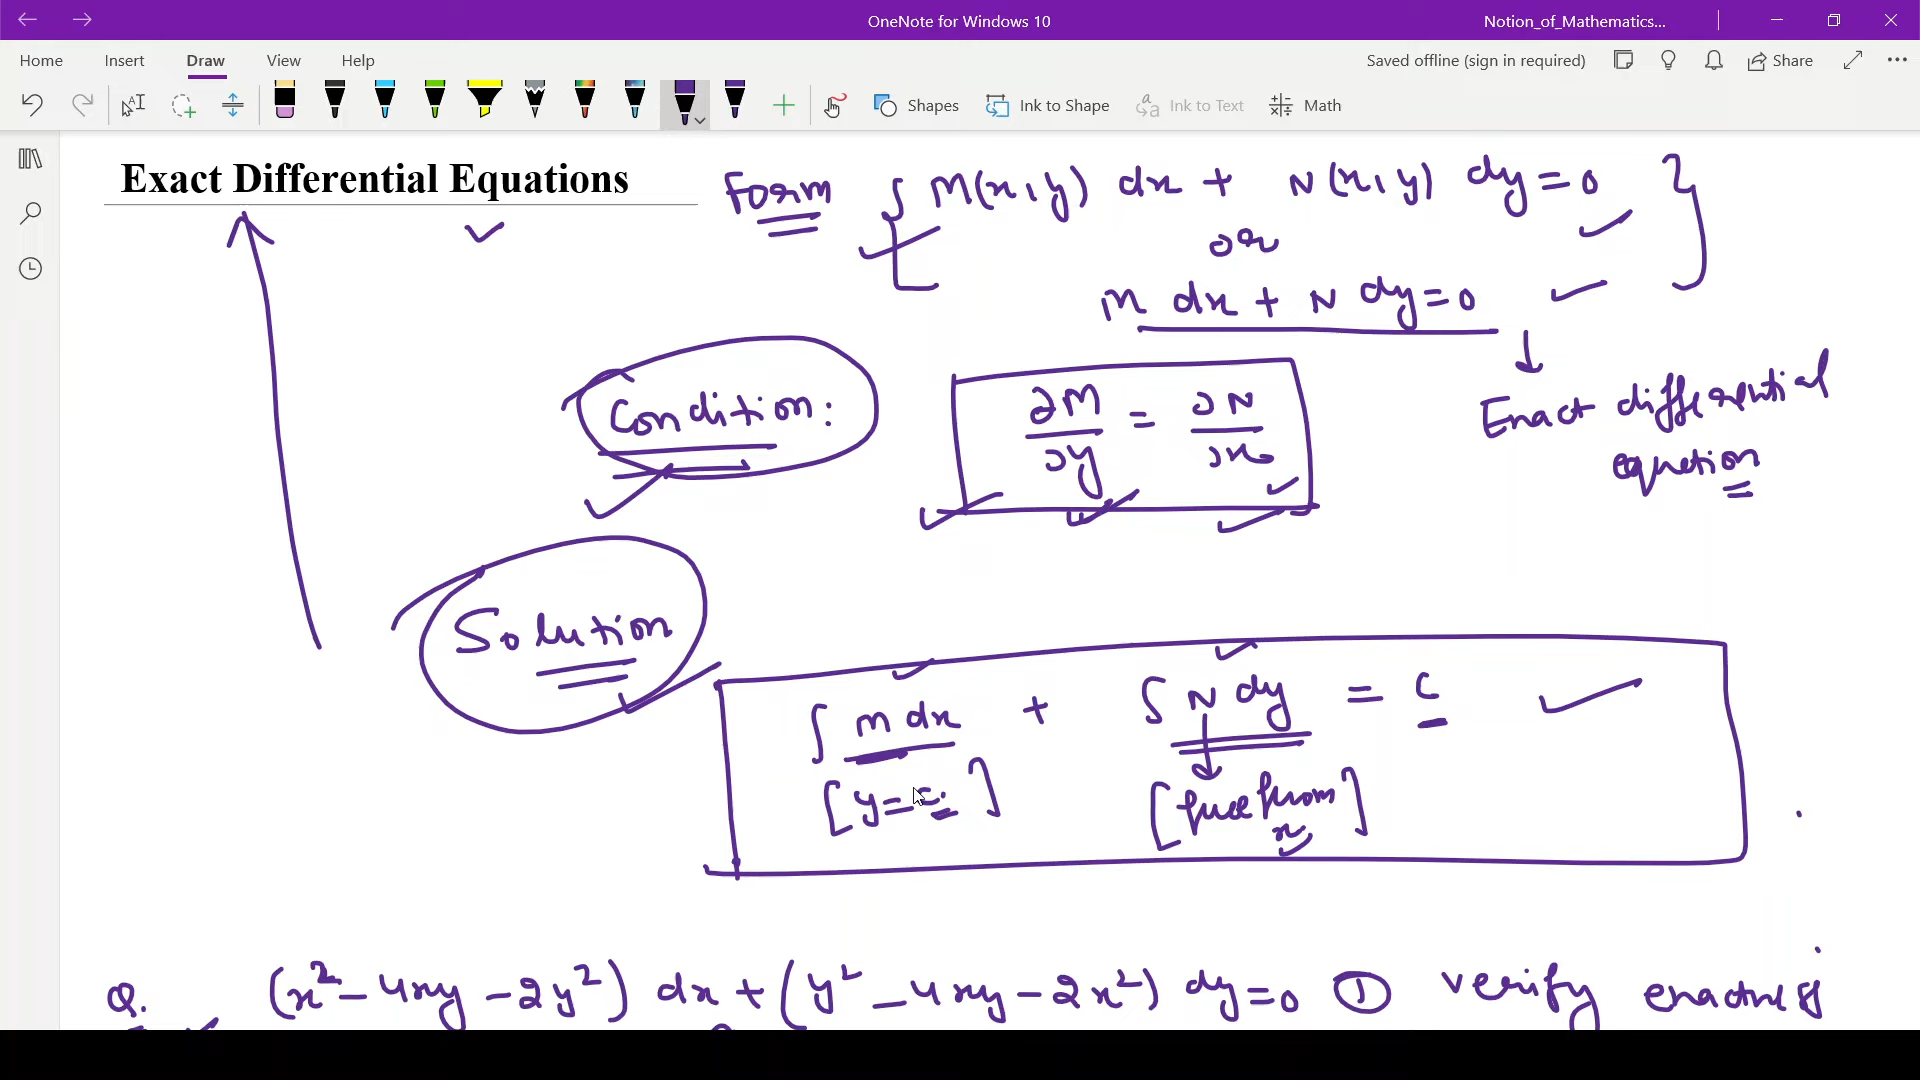 OneNote for Windows 10
Notion_of_Mathematics...
Home Insert Draw View Help
Saved offline (sign in required) Share
Shapes Ink to Shape Ink to Text Math
Exact Differential Equations
Form { M(x,y) dx + N(x,y) dy = 0 }
or
M dx + N dy = 0
Condition: ∂M/∂y = ∂N/∂x
Exact differential
equation
Solution
∫ M dx + ∫ N dy = c
[y = c] [free from x]
Q. (x² - 4xy - 2y²) dx + (y² - 4xy - 2x²) dy = 0 ① verify exactness